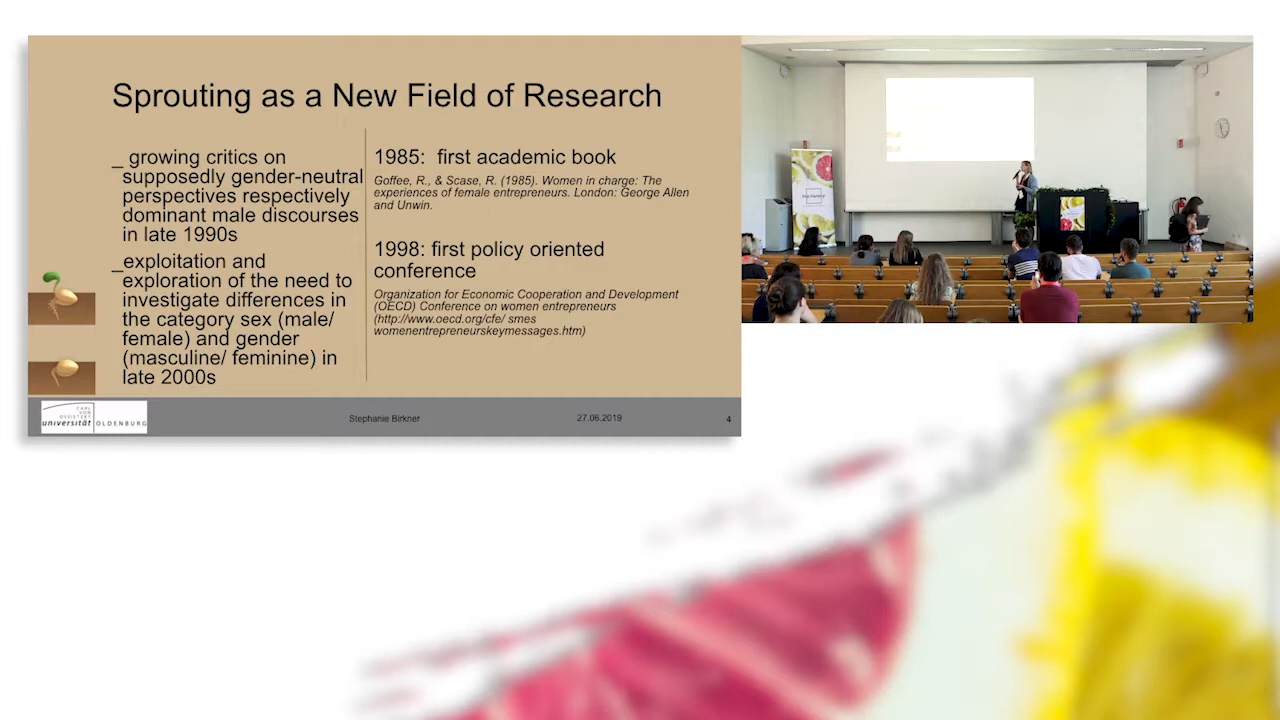 Sprouting as a New Field of Research
_ growing critics on
supposedly gender-neutral
perspectives respectively
dominant male discourses
in late 1990s
_exploitation and
exploration of the need to
investigate differences in
the category sex (male/
female) and gender
(masculine/ feminine) in
late 2000s
1985: first academic book
Goffee, R., & Scase, R. (1985). Women in charge: The
experiences of female entrepreneurs. London: George Allen
and Unwin.
1998: first policy oriented
conference
Organization for Economic Cooperation and Development
(OECD) Conference on women entrepreneurs
(http://www.oecd.org/cfe/ smes
womenentrepreneurskeymessages.htm)
CARL
VON
OSSIETZKY
universität OLDENBURG
Stephanie Birkner
27.06.2019
4